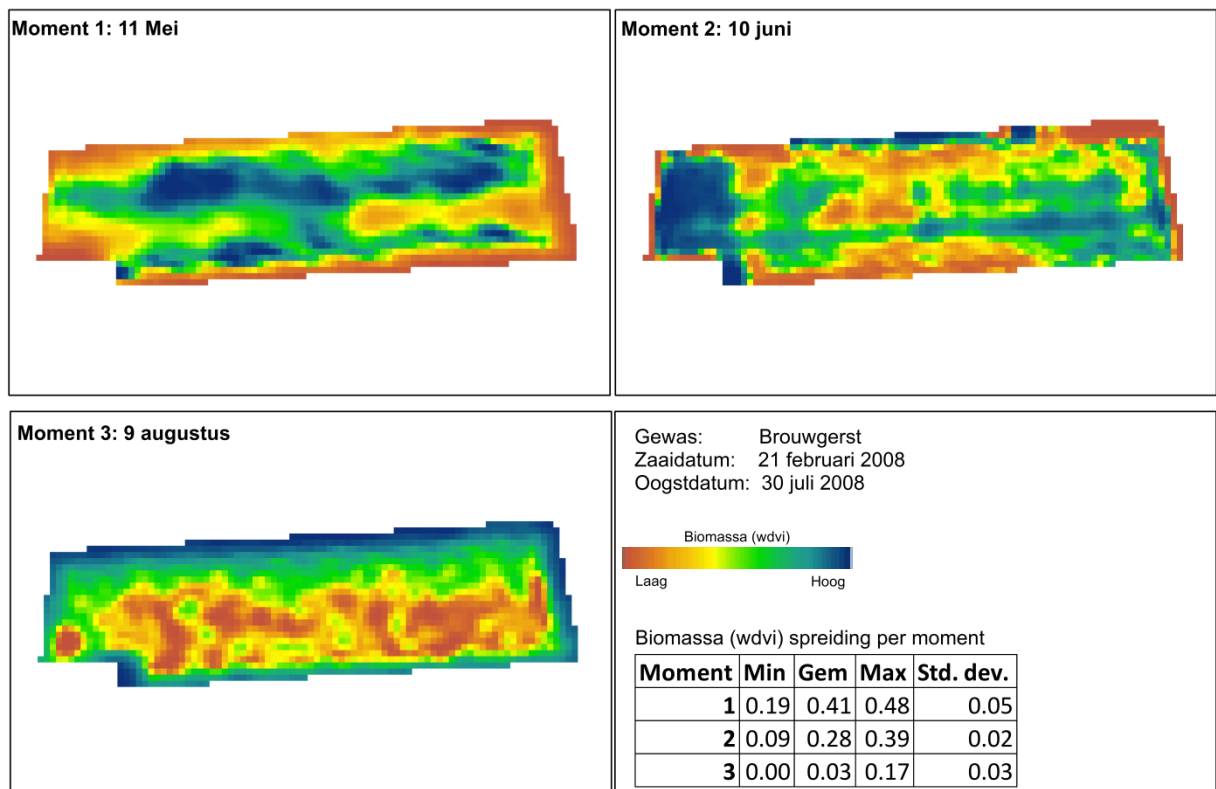 Moment 1: 11 Mei
Moment 2: 10 juni
Moment 3: 9 augustus
Gewas: Brouwgerst
Zaaidatum: 21 februari 2008
Oogstdatum: 30 juli 2008
Biomassa (wdvi)
Laag Hoog
Biomassa (wdvi) spreiding per moment
Moment Min Gem Max Std. dev.
1 0.19 0.41 0.48 0.05
2 0.09 0.28 0.39 0.02
3 0.00 0.03 0.17 0.03